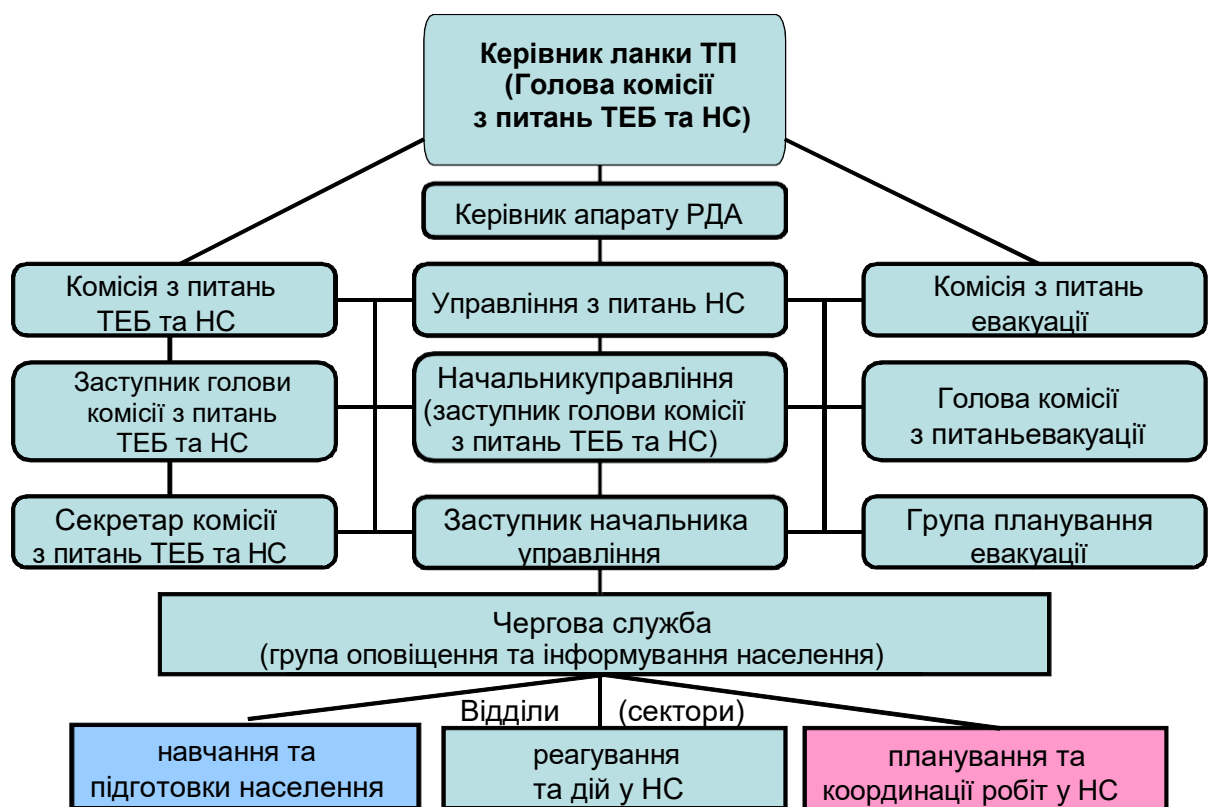 Керівник ланки ТП
(Голова комісії
з питань ТЕБ та НС)
Керівник апарату РДА
Комісія з питань
ТЕБ та НС
Управління з питань НС
Комісія з питань
евакуації
Заступник голови
комісії з питань
ТЕБ та НС
Начальникуправління
(заступник голови комісії
з питань ТЕБ та НС)
Голова комісії
з питаньевакуації
Секретар комісії
з питань ТЕБ та НС
Заступник начальника
управління
Група планування
евакуації
Чергова служба
(група оповіщення та інформування населення)
Відділи (сектори)
навчання та
підготовки населення
реагування
та дій у НС
планування та
координації робіт у НС